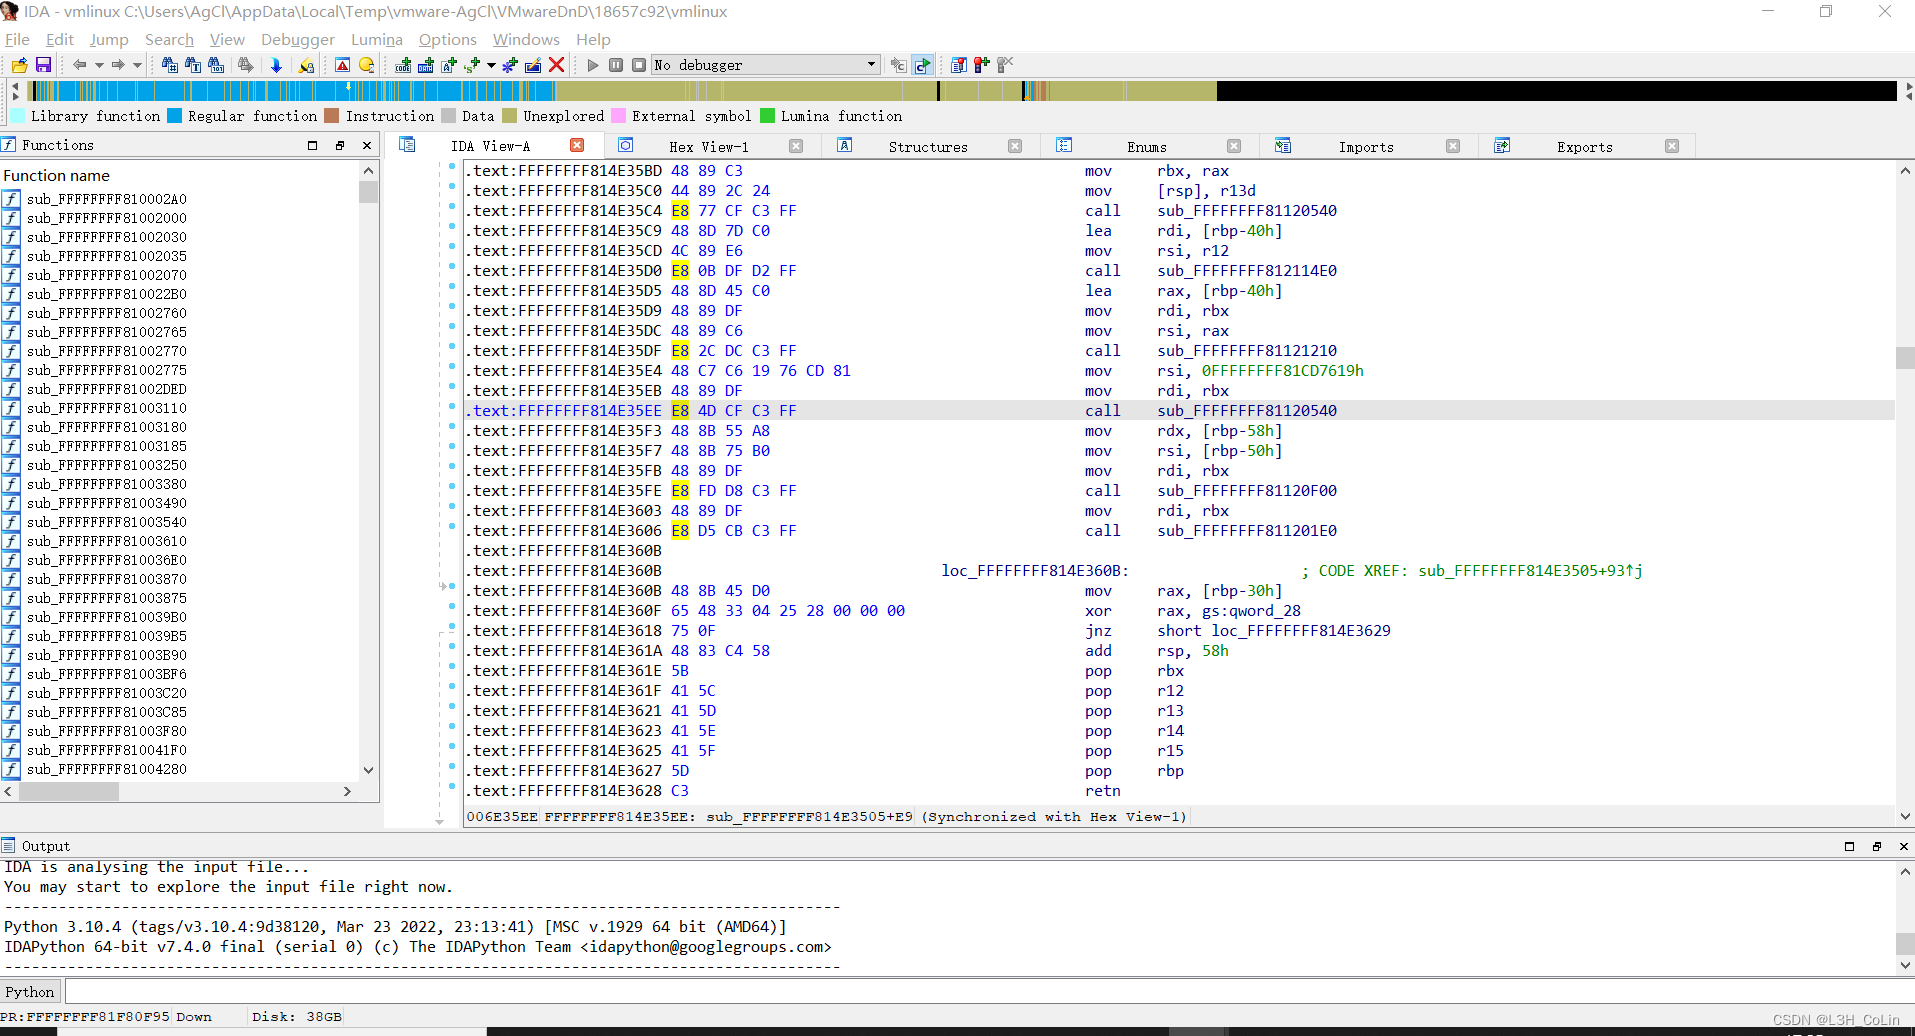 IDA - vmlinux C:\Users\AgCl\AppData\Local\Temp\vmware-AgCl\VMwareDnD\18657c92\vmlinux
File Edit Jump Search View Debugger Lumina Options Windows Help
No debugger
Library function Regular function Instruction Data Unexplored External symbol Lumina function
Functions
Function name
sub_FFFFFFFF810002A0
sub_FFFFFFFF81002000
sub_FFFFFFFF81002030
sub_FFFFFFFF81002035
sub_FFFFFFFF81002070
sub_FFFFFFFF810022B0
sub_FFFFFFFF81002760
sub_FFFFFFFF81002765
sub_FFFFFFFF81002770
sub_FFFFFFFF81002775
sub_FFFFFFFF81002DED
sub_FFFFFFFF81003110
sub_FFFFFFFF81003180
sub_FFFFFFFF81003185
sub_FFFFFFFF81003250
sub_FFFFFFFF81003380
sub_FFFFFFFF81003490
sub_FFFFFFFF81003540
sub_FFFFFFFF81003610
sub_FFFFFFFF810036E0
sub_FFFFFFFF81003870
sub_FFFFFFFF81003875
sub_FFFFFFFF810039B0
sub_FFFFFFFF810039B5
sub_FFFFFFFF81003B90
sub_FFFFFFFF81003BF6
sub_FFFFFFFF81003C20
sub_FFFFFFFF81003C85
sub_FFFFFFFF81003F80
sub_FFFFFFFF810041F0
sub_FFFFFFFF81004280
IDA View-A Hex View-1 Structures Enums Imports Exports
.text:FFFFFFFF814E35BD 48 89 C3 mov rbx, rax
.text:FFFFFFFF814E35C0 44 89 2C 24 mov [rsp], r13d
.text:FFFFFFFF814E35C4 E8 77 CF C3 FF call sub_FFFFFFFF81120540
.text:FFFFFFFF814E35C9 48 8D 7D C0 lea rdi, [rbp-40h]
.text:FFFFFFFF814E35CD 4C 89 E6 mov rsi, r12
.text:FFFFFFFF814E35D0 E8 0B DF D2 FF call sub_FFFFFFFF812114E0
.text:FFFFFFFF814E35D5 48 8D 45 C0 lea rax, [rbp-40h]
.text:FFFFFFFF814E35D9 48 89 DF mov rdi, rbx
.text:FFFFFFFF814E35DC 48 89 C6 mov rsi, rax
.text:FFFFFFFF814E35DF E8 2C DC C3 FF call sub_FFFFFFFF81121210
.text:FFFFFFFF814E35E4 48 C7 C6 19 76 CD 81 mov rsi, 0FFFFFFFF81CD7619h
.text:FFFFFFFF814E35EB 48 89 DF mov rdi, rbx
.text:FFFFFFFF814E35EE E8 4D CF C3 FF call sub_FFFFFFFF81120540
.text:FFFFFFFF814E35F3 48 8B 55 A8 mov rdx, [rbp-58h]
.text:FFFFFFFF814E35F7 48 8B 75 B0 mov rsi, [rbp-50h]
.text:FFFFFFFF814E35FB 48 89 DF mov rdi, rbx
.text:FFFFFFFF814E35FE E8 FD D8 C3 FF call sub_FFFFFFFF81120F00
.text:FFFFFFFF814E3603 48 89 DF mov rdi, rbx
.text:FFFFFFFF814E3606 E8 D5 CB C3 FF call sub_FFFFFFFF811201E0
.text:FFFFFFFF814E360B
.text:FFFFFFFF814E360B loc_FFFFFFFF814E360B: ; CODE XREF: sub_FFFFFFFF814E3505+93↑j
.text:FFFFFFFF814E360B 48 8B 45 D0 mov rax, [rbp-30h]
.text:FFFFFFFF814E360F 65 48 33 04 25 28 00 00 00 xor rax, gs:qword_28
.text:FFFFFFFF814E3618 75 0F jnz short loc_FFFFFFFF814E3629
.text:FFFFFFFF814E361A 48 83 C4 58 add rsp, 58h
.text:FFFFFFFF814E361E 5B pop rbx
.text:FFFFFFFF814E361F 41 5C pop r12
.text:FFFFFFFF814E3621 41 5D pop r13
.text:FFFFFFFF814E3623 41 5E pop r14
.text:FFFFFFFF814E3625 41 5F pop r15
.text:FFFFFFFF814E3627 5D pop rbp
.text:FFFFFFFF814E3628 C3 retn
006E35EE FFFFFFFF814E35EE: sub_FFFFFFFF814E3505+E9 (Synchronized with Hex View-1)
Output
IDA is analysing the input file...
You may start to explore the input file right now.
---------------------------------------------------------------------------------------------
Python 3.10.4 (tags/v3.10.4:9d38120, Mar 23 2022, 23:13:41) [MSC v.1929 64 bit (AMD64)]
IDAPython 64-bit v7.4.0 final (serial 0) (c) The IDAPython Team <idapython@googlegroups.com>
---------------------------------------------------------------------------------------------
Python
PR:FFFFFFFF81F80F95 Down Disk: 38GB
CSDN @L3H_CoLin